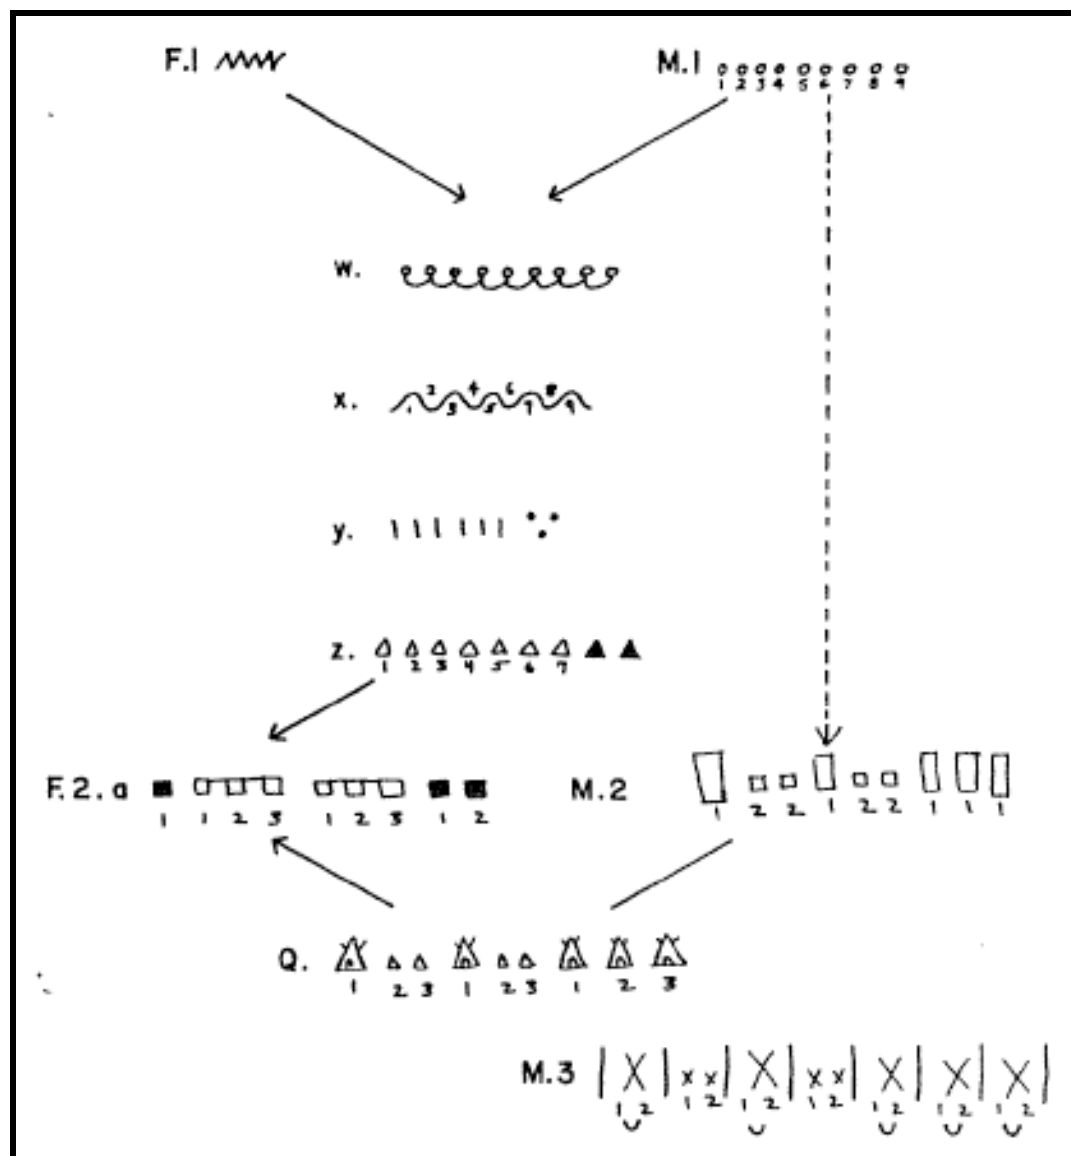 F.1 M.1
1 2 3 4 5 6 7 8 9
w.
x.
2 4 6 8
1 3 5 7 9
y.
z.
1 2 3 4 5 6 7
F.2.a M.2
1 1 2 3 1 2 3 1 2
1 2 2 1 2 2 1 1 1
Q.
1 2 3 1 2 3 1 2 3
M.3 X x x X x x X X X
1 2 1 2 1 2 1 2 1 2 1 2 1 2